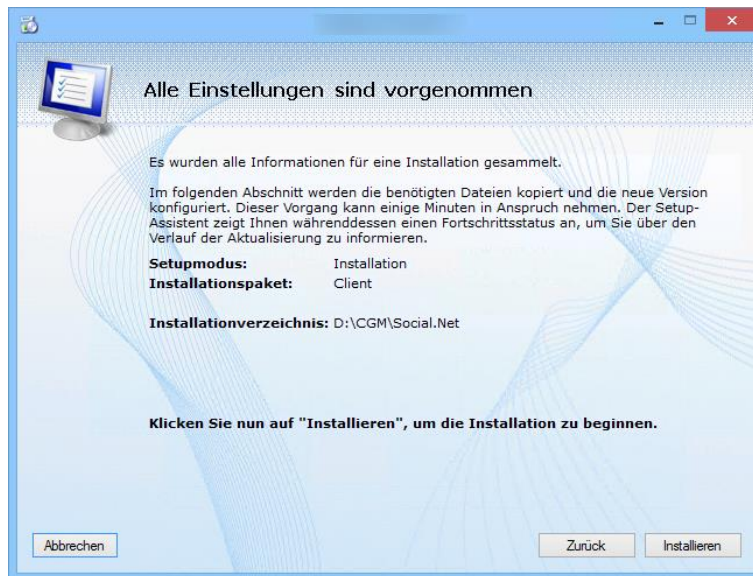 Alle Einstellungen sind vorgenommen
Es wurden alle Informationen für eine Installation gesammelt.
Im folgenden Abschnitt werden die benötigten Dateien kopiert und die neue Version
konfiguriert. Dieser Vorgang kann einige Minuten in Anspruch nehmen. Der Setup-
Assistent zeigt Ihnen währenddessen einen Fortschrittsstatus an, um Sie über den
Verlauf der Aktualisierung zu informieren.
Setupmodus: Installation
Installationspaket: Client
Installationverzeichnis: D:\CGM\Social.Net
Klicken Sie nun auf "Installieren", um die Installation zu beginnen.
Abbrechen Zurück Installieren